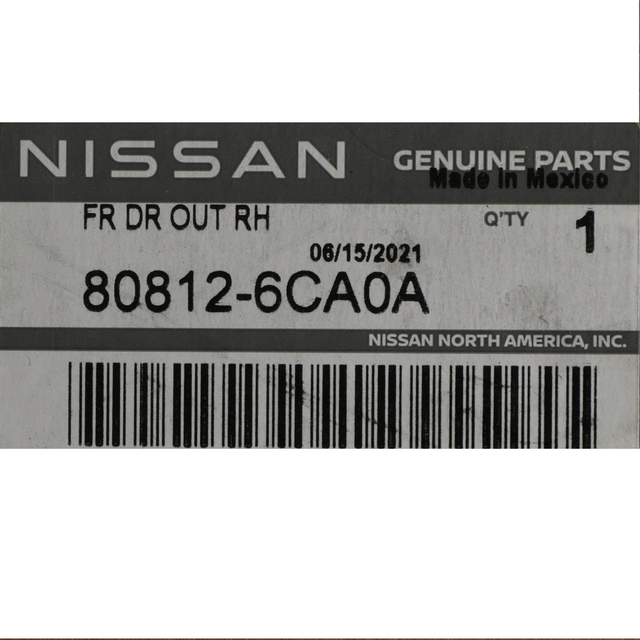 NISSAN GENUINE PARTS
Made in Mexico
FR DR OUT RH Q'TY 1
06/15/2021
80812-6CA0A
NISSAN NORTH AMERICA, INC.